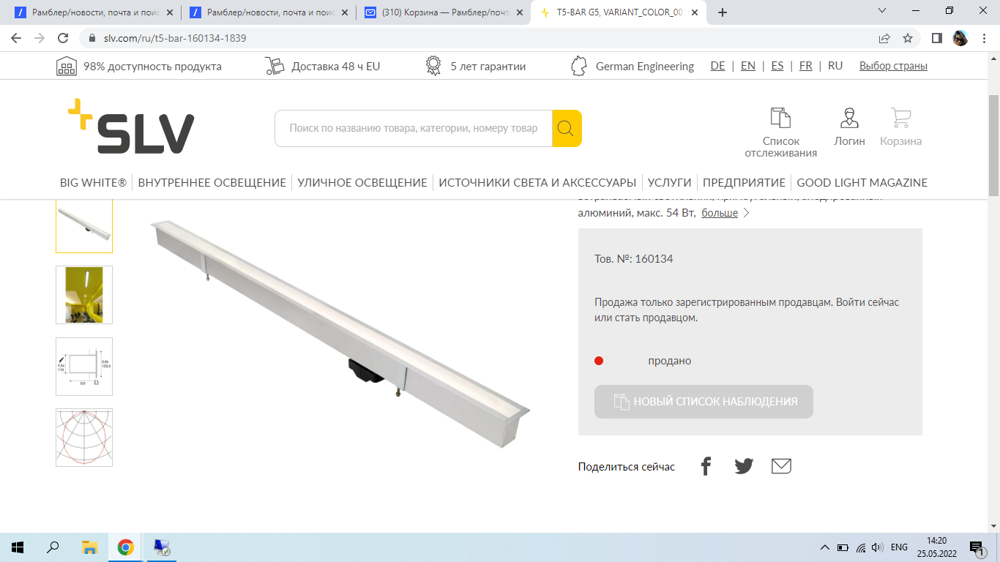 Рамблер/новости, почта и поис
Рамблер/новости, почта и поис
(310) Корзина — Рамблер/почт
T5-BAR G5, VARIANT_COLOR_00
slv.com/ru/t5-bar-160134-1839
98% доступность продукта
Доставка 48 ч EU
5 лет гарантии
German Engineering
DE | EN | ES | FR | RU
Выбор страны
SLV
Поиск по названию товара, категории, номеру товар
Список отслеживания
Логин
Корзина
BIG WHITE®
ВНУТРЕННЕЕ ОСВЕЩЕНИЕ
УЛИЧНОЕ ОСВЕЩЕНИЕ
ИСТОЧНИКИ СВЕТА И АКСЕССУАРЫ
УСЛУГИ
ПРЕДПРИЯТИЕ
GOOD LIGHT MAGAZINE
алюминий, макс. 54 Вт, больше
Тов. №: 160134
Продажа только зарегистрированным продавцам. Войти сейчас
или стать продавцом.
продано
НОВЫЙ СПИСОК НАБЛЮДЕНИЯ
Поделиться сейчас
ENG
14:20
25.05.2022
1